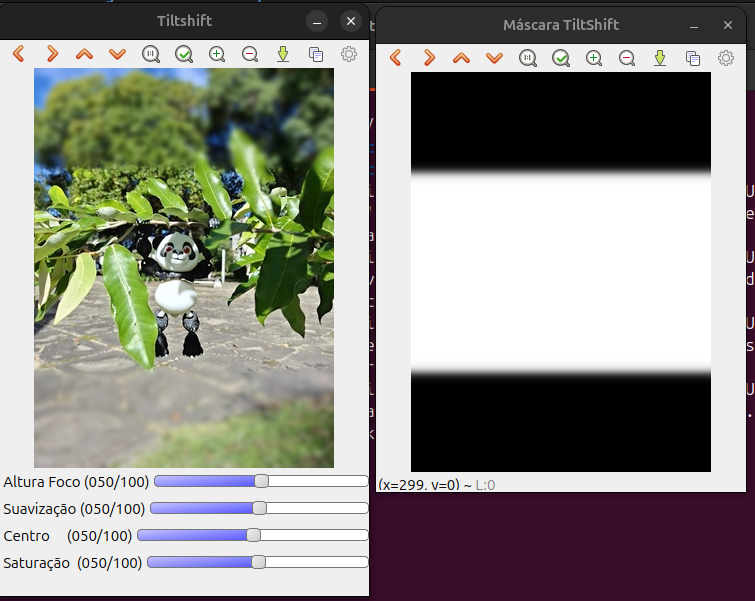 Tiltshift
Máscara TiltShift
Altura Foco (050/100)
Suavização (050/100)
Centro (050/100)
Saturação (050/100)
(x=299, y=0) ~ L:0